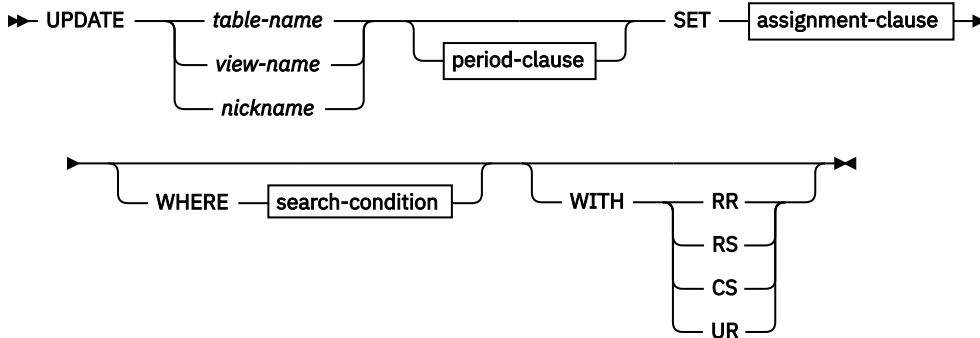 UPDATE table-name SET assignment-clause
view-name period-clause
nickname
WHERE search-condition WITH RR
RS
CS
UR